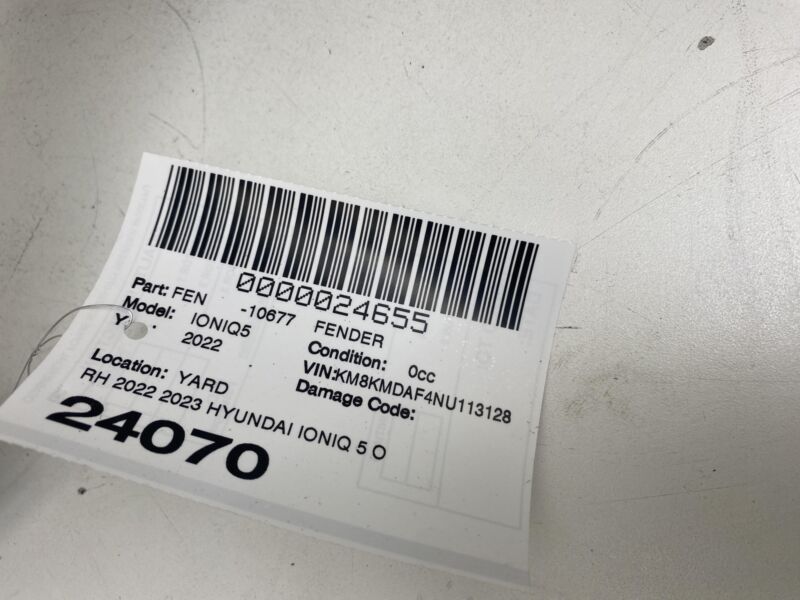 0000024655
Part: FEN -10677 FENDER
Model: IONIQ5 Condition: 0cc
Y . 2022 VIN:KM8KMDAF4NU113128
Location: YARD Damage Code:
RH 2022 2023 HYUNDAI IONIQ 5 O
24070